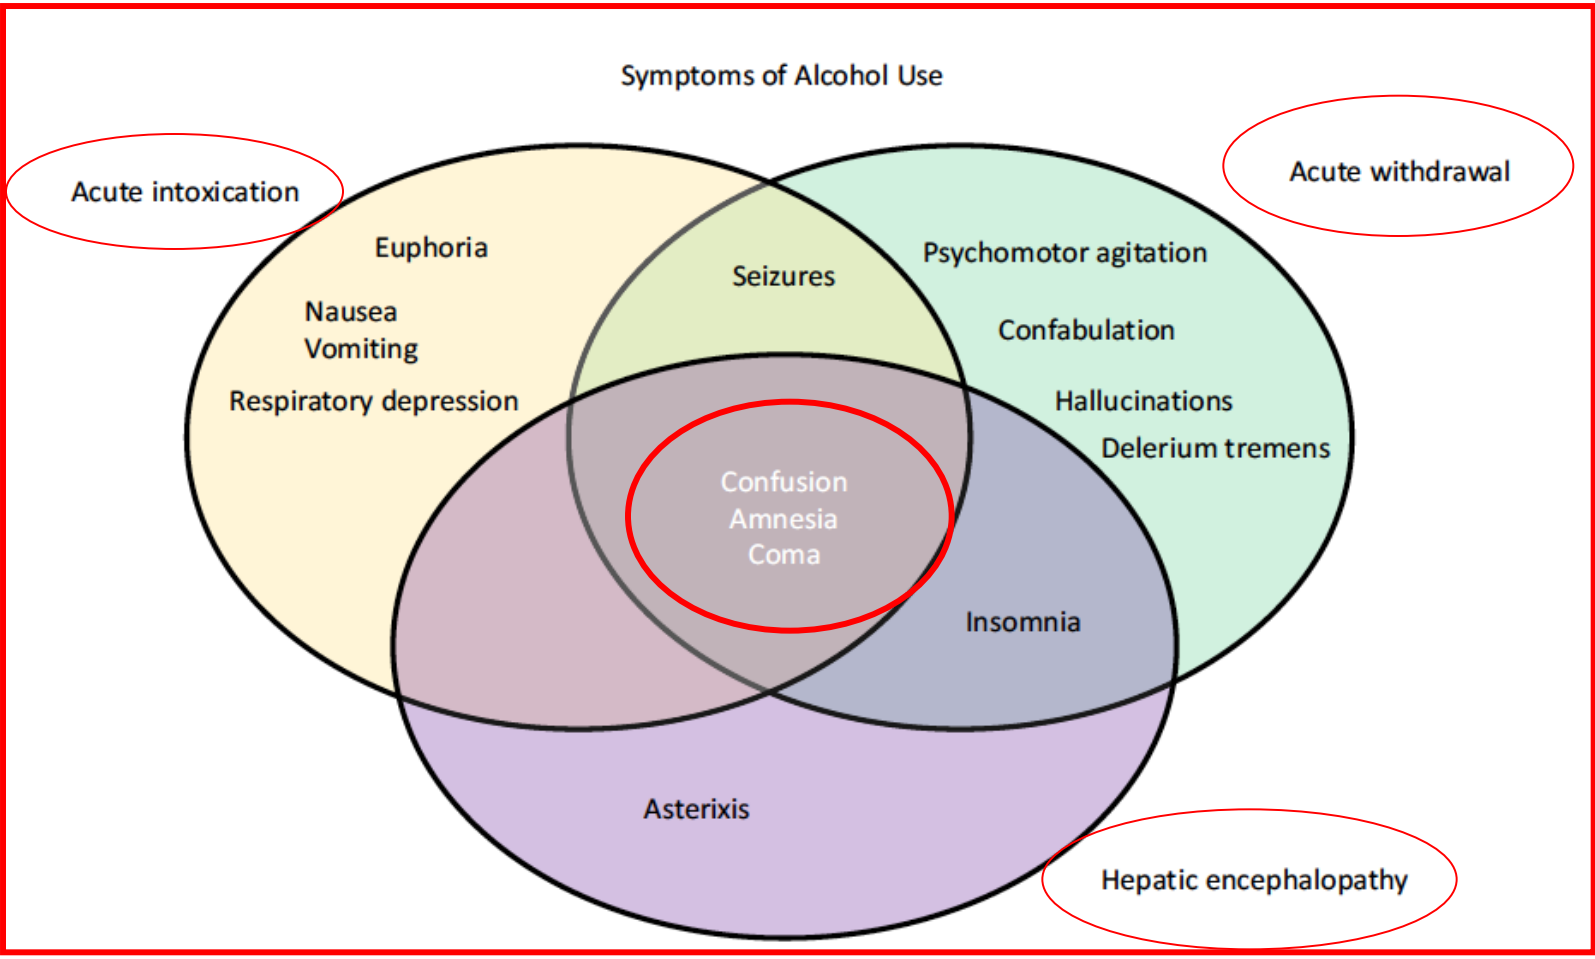 Symptoms of Alcohol Use
Acute intoxication
Acute withdrawal
Euphoria
Nausea
Vomiting
Respiratory depression
Seizures
Psychomotor agitation
Confabulation
Hallucinations
Delerium tremens
Confusion
Amnesia
Coma
Insomnia
Asterixis
Hepatic encephalopathy